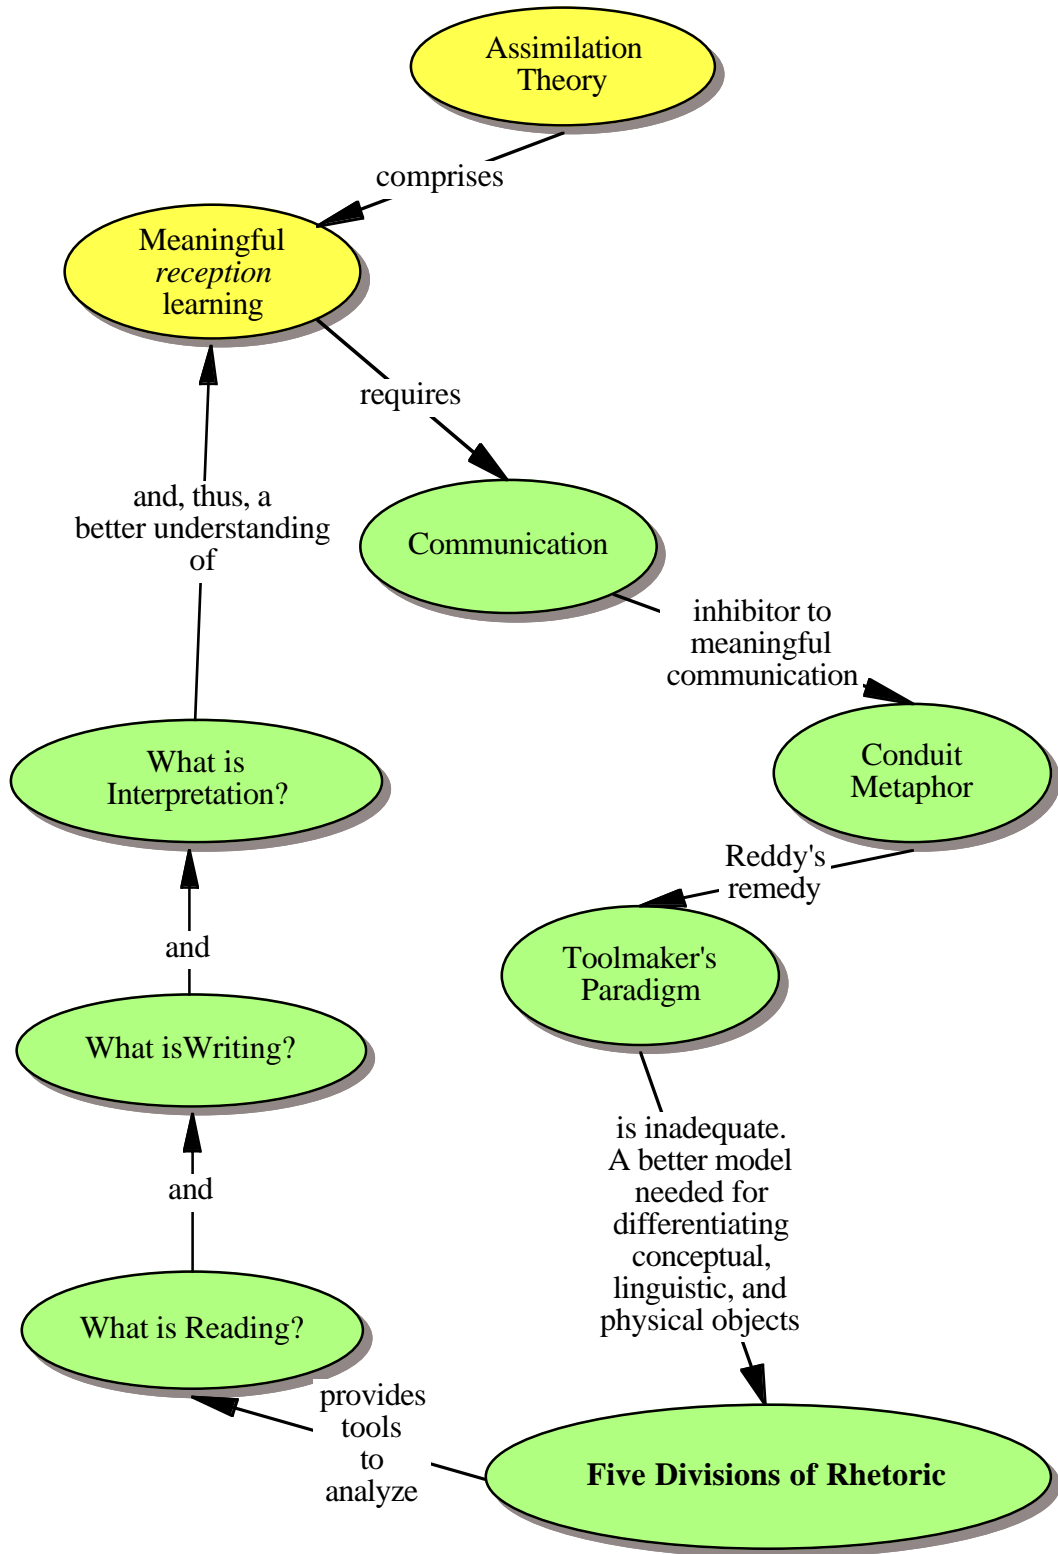 Assimilation
Theory
comprises
Meaningful
reception
learning
requires
Communication
inhibitor to
meaningful
communication
Conduit
Metaphor
Reddy's
remedy
Toolmaker's
Paradigm
is inadequate.
A better model
needed for
differentiating
conceptual,
linguistic, and
physical objects
Five Divisions of Rhetoric
provides
tools
to
analyze
What is Reading?
and
What isWriting?
and
What is
Interpretation?
and, thus, a
better understanding
of